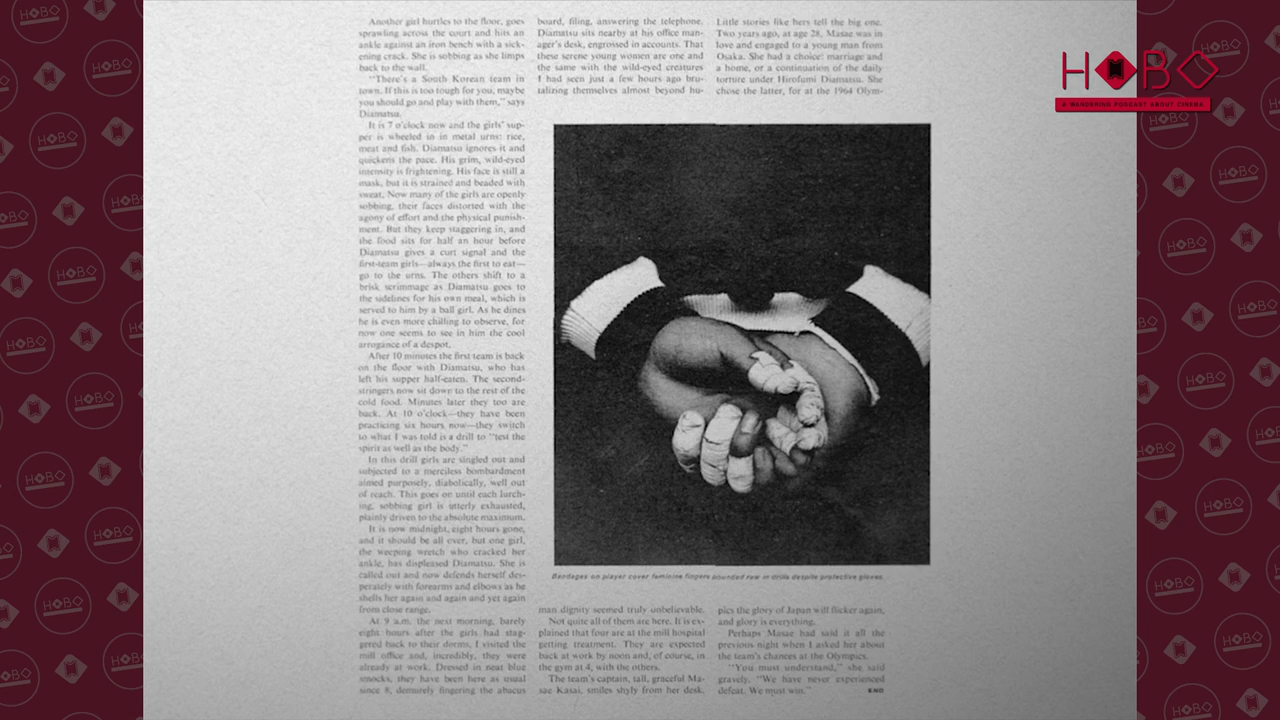 Another girl hurtles to the floor, goes
sprawling across the court and hits an
ankle against an iron bench with a sick-
ening crack. She is sobbing as she limps
back to the wall.
"There's a South Korean team in
town. If this is too tough for you, maybe
you should go and play with them," says
Diamatsu.
It is 7 o'clock now and the girls' sup-
per is wheeled in in metal urns: rice,
meat and fish. Diamatsu ignores it and
quickens the pace. His grim, wild-eyed
intensity is frightening. His face is still a
mask, but it is strained and beaded with
sweat. Now many of the girls are openly
sobbing, their faces distorted with the
agony of effort and the physical punish-
ment. But they keep staggering in, and
the food sits for half an hour before
Diamatsu gives a curt signal and the
first-team girls—always the first to eat—
go to the urns. The others shift to a
brisk scrimmage as Diamatsu goes to
the sidelines for his own meal, which is
served to him by a ball girl. As he dines
he is even more chilling to observe, for
now one seems to see in him the cool
arrogance of a despot.
After 10 minutes the first team is back
on the floor with Diamatsu, who has
left his supper half-eaten. The second-
stringers now sit down to the rest of the
cold food. Minutes later they too are
back. At 10 o'clock—they have been
practicing six hours now—they switch
to what I was told is a drill to "test the
spirit as well as the body."
In this drill girls are singled out and
subjected to a merciless bombardment
aimed purposely, diabolically, well out
of reach. This goes on until each lurch-
ing, sobbing girl is utterly exhausted,
plainly driven to the absolute maximum.
It is now midnight, eight hours gone,
and it should be all over, but one girl,
the weeping wretch who cracked her
ankle, has displeased Diamatsu. She is
called out and now defends herself des-
perately with forearms and elbows as he
shells her again and again and yet again
from close range.
At 9 a.m. the next morning, barely
eight hours after the girls had stag-
gered back to their dorms, I visited the
mill office and, incredibly, they were
already at work. Dressed in neat blue
smocks, they have been here as usual
since 8, demurely fingering the abacus
board, filing, answering the telephone.
Diamatsu sits nearby at his office man-
ager's desk, engrossed in accounts. That
these serene young women are one and
the same with the wild-eyed creatures
I had seen just a few hours ago bru-
talizing themselves almost beyond hu-
man dignity seemed truly unbelievable.
Not quite all of them are here. It is ex-
plained that four are at the mill hospital
getting treatment. They are expected
back at work by noon and, of course, in
the gym at 4, with the others.
The team's captain, tall, graceful Ma-
sae Kasai, smiles shyly from her desk.
Little stories like hers tell the big one.
Two years ago, at age 28, Masae was in
love and engaged to a young man from
Osaka. She had a choice: marriage and
a home, or a continuation of the daily
torture under Hirofumi Diamatsu. She
chose the latter, for at the 1964 Olym-
pics the glory of Japan will flicker again,
and glory is everything.
Perhaps Masae had said it all the
previous night when I asked her about
the team's chances at the Olympics.
"You must understand," she said
gravely. "We have never experienced
defeat. We must win." END
Bandages on player cover feminine fingers pounded raw in drills despite protective gloves.
HOBO
A WANDERING PODCAST ABOUT CINEMA